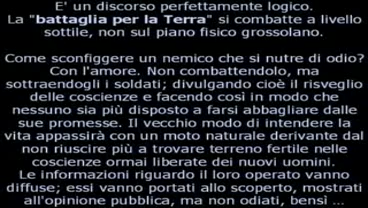 E' un discorso perfettamente logico.
La "battaglia per la Terra" si combatte a livello
sottile, non sul piano fisico grossolano.
Come sconfiggere un nemico che si nutre di odio?
Con l'amore. Non combattendolo, ma
sottraendogli i soldati; divulgando cioè il risveglio
delle coscienze e facendo così in modo che
nessuno sia più disposto a farsi abbagliare dalle
sue promesse. Il vecchio modo di intendere la
vita appassirà con un moto naturale derivante dal
non riuscire più a trovare terreno fertile nelle
coscienze ormai liberate dei nuovi uomini.
Le informazioni riguardo il loro operato vanno
diffuse; essi vanno portati allo scoperto, mostrati
all'opinione pubblica, ma non odiati, bensì ...